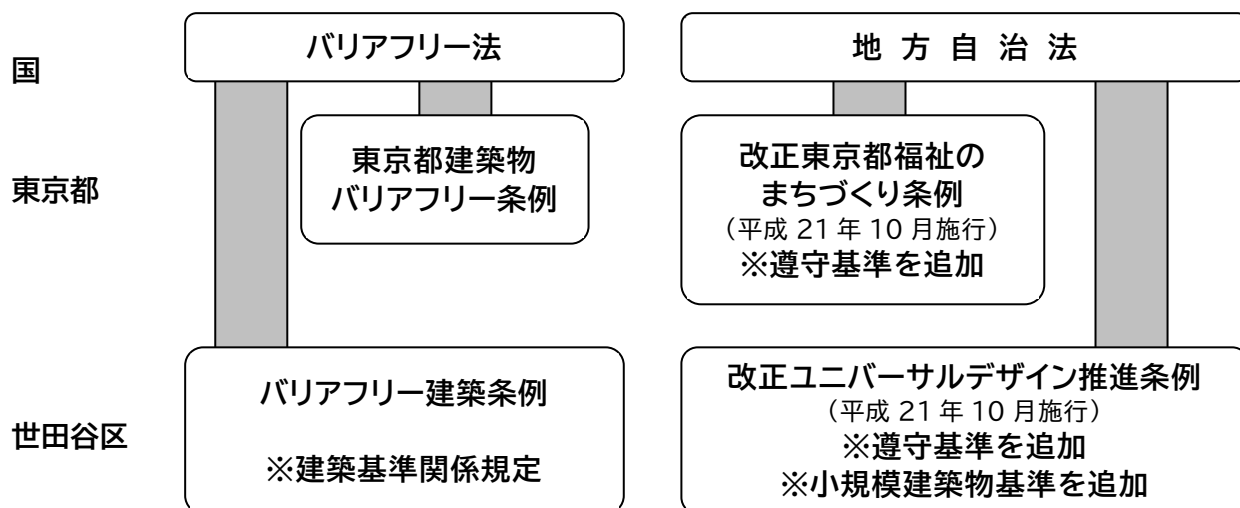 国
バリアフリー法
地 方 自 治 法
東京都
東京都建築物
バリアフリー条例
改正東京都福祉の
まちづくり条例
（平成 21 年 10 月施行）
※遵守基準を追加
世田谷区
バリアフリー建築条例
※建築基準関係規定
改正ユニバーサルデザイン推進条例
（平成 21 年 10 月施行）
※遵守基準を追加
※小規模建築物基準を追加